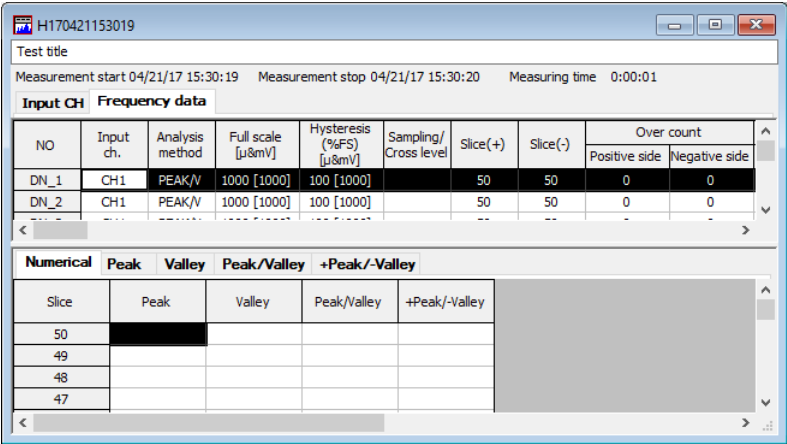 H170421153019
Test title
Measurement start 04/21/17 15:30:19 Measurement stop 04/21/17 15:30:20 Measuring time 0:00:01
Input CH Frequency data
NO Input ch. Analysis method Full scale [μ&mV] Hysteresis (%FS) [μ&mV] Sampling/ Cross level Slice(+) Slice(-) Over count
Positive side Negative side
DN_1 CH1 PEAK/V 1000 [1000] 100 [1000] 50 50 0 0
DN_2 CH1 PEAK/V 1000 [1000] 100 [1000] 50 50 0 0
Numerical Peak Valley Peak/Valley +Peak/-Valley
Slice Peak Valley Peak/Valley +Peak/-Valley
50
49
48
47